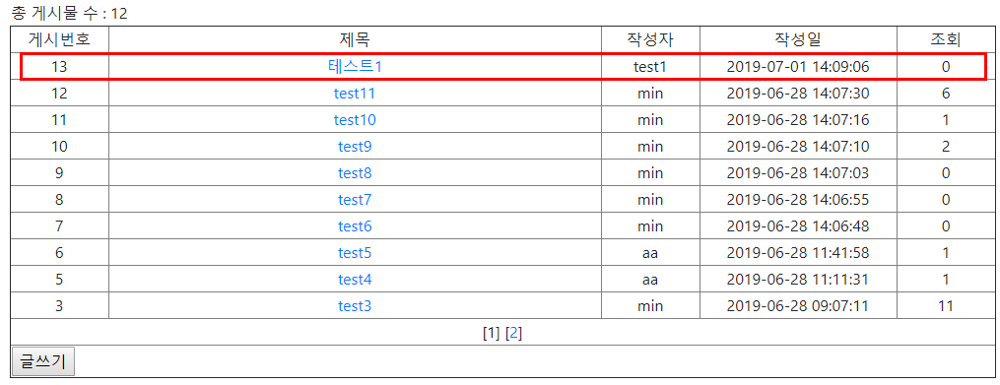 총 게시물 수 : 12
게시번호 제목 작성자 작성일 조회
13 테스트1 test1 2019-07-01 14:09:06 0
12 test11 min 2019-06-28 14:07:30 6
11 test10 min 2019-06-28 14:07:16 1
10 test9 min 2019-06-28 14:07:10 2
9 test8 min 2019-06-28 14:07:03 0
8 test7 min 2019-06-28 14:06:55 0
7 test6 min 2019-06-28 14:06:48 0
6 test5 aa 2019-06-28 11:41:58 1
5 test4 aa 2019-06-28 11:11:31 1
3 test3 min 2019-06-28 09:07:11 11
[1] [2]
글쓰기